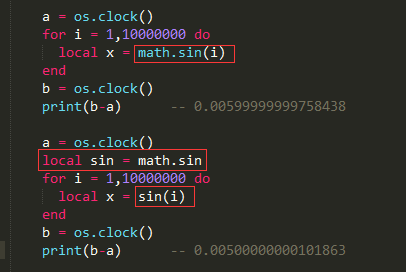 a = os.clock()
for i = 1,10000000 do
  local x = math.sin(i)
end
b = os.clock()
print(b-a)      -- 0.00599999999758438

a = os.clock()
local sin = math.sin
for i = 1,10000000 do
  local x = sin(i)
end
b = os.clock()
print(b-a)      -- 0.00500000000101863